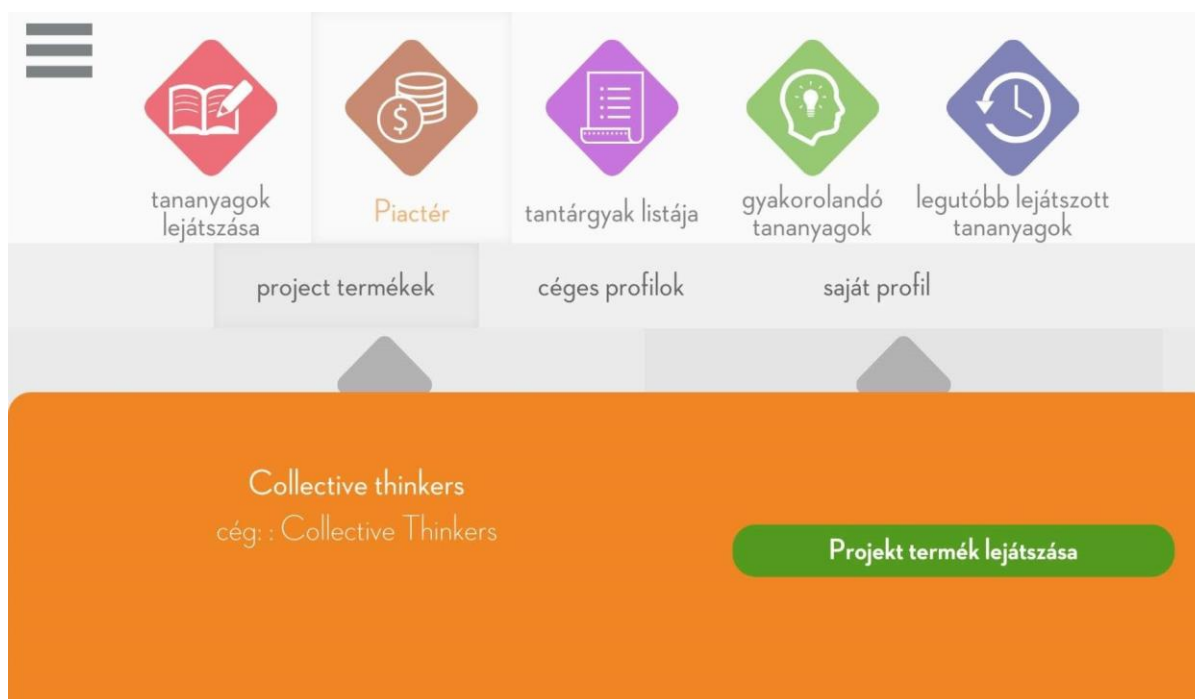 tananyagok
lejátszása
Piactér
tantárgyak listája
gyakorolandó
tananyagok
legutóbb lejátszott
tananyagok
project termékek
céges profilok
saját profil
Collective thinkers
cég: : Collective Thinkers
Projekt termék lejátszása